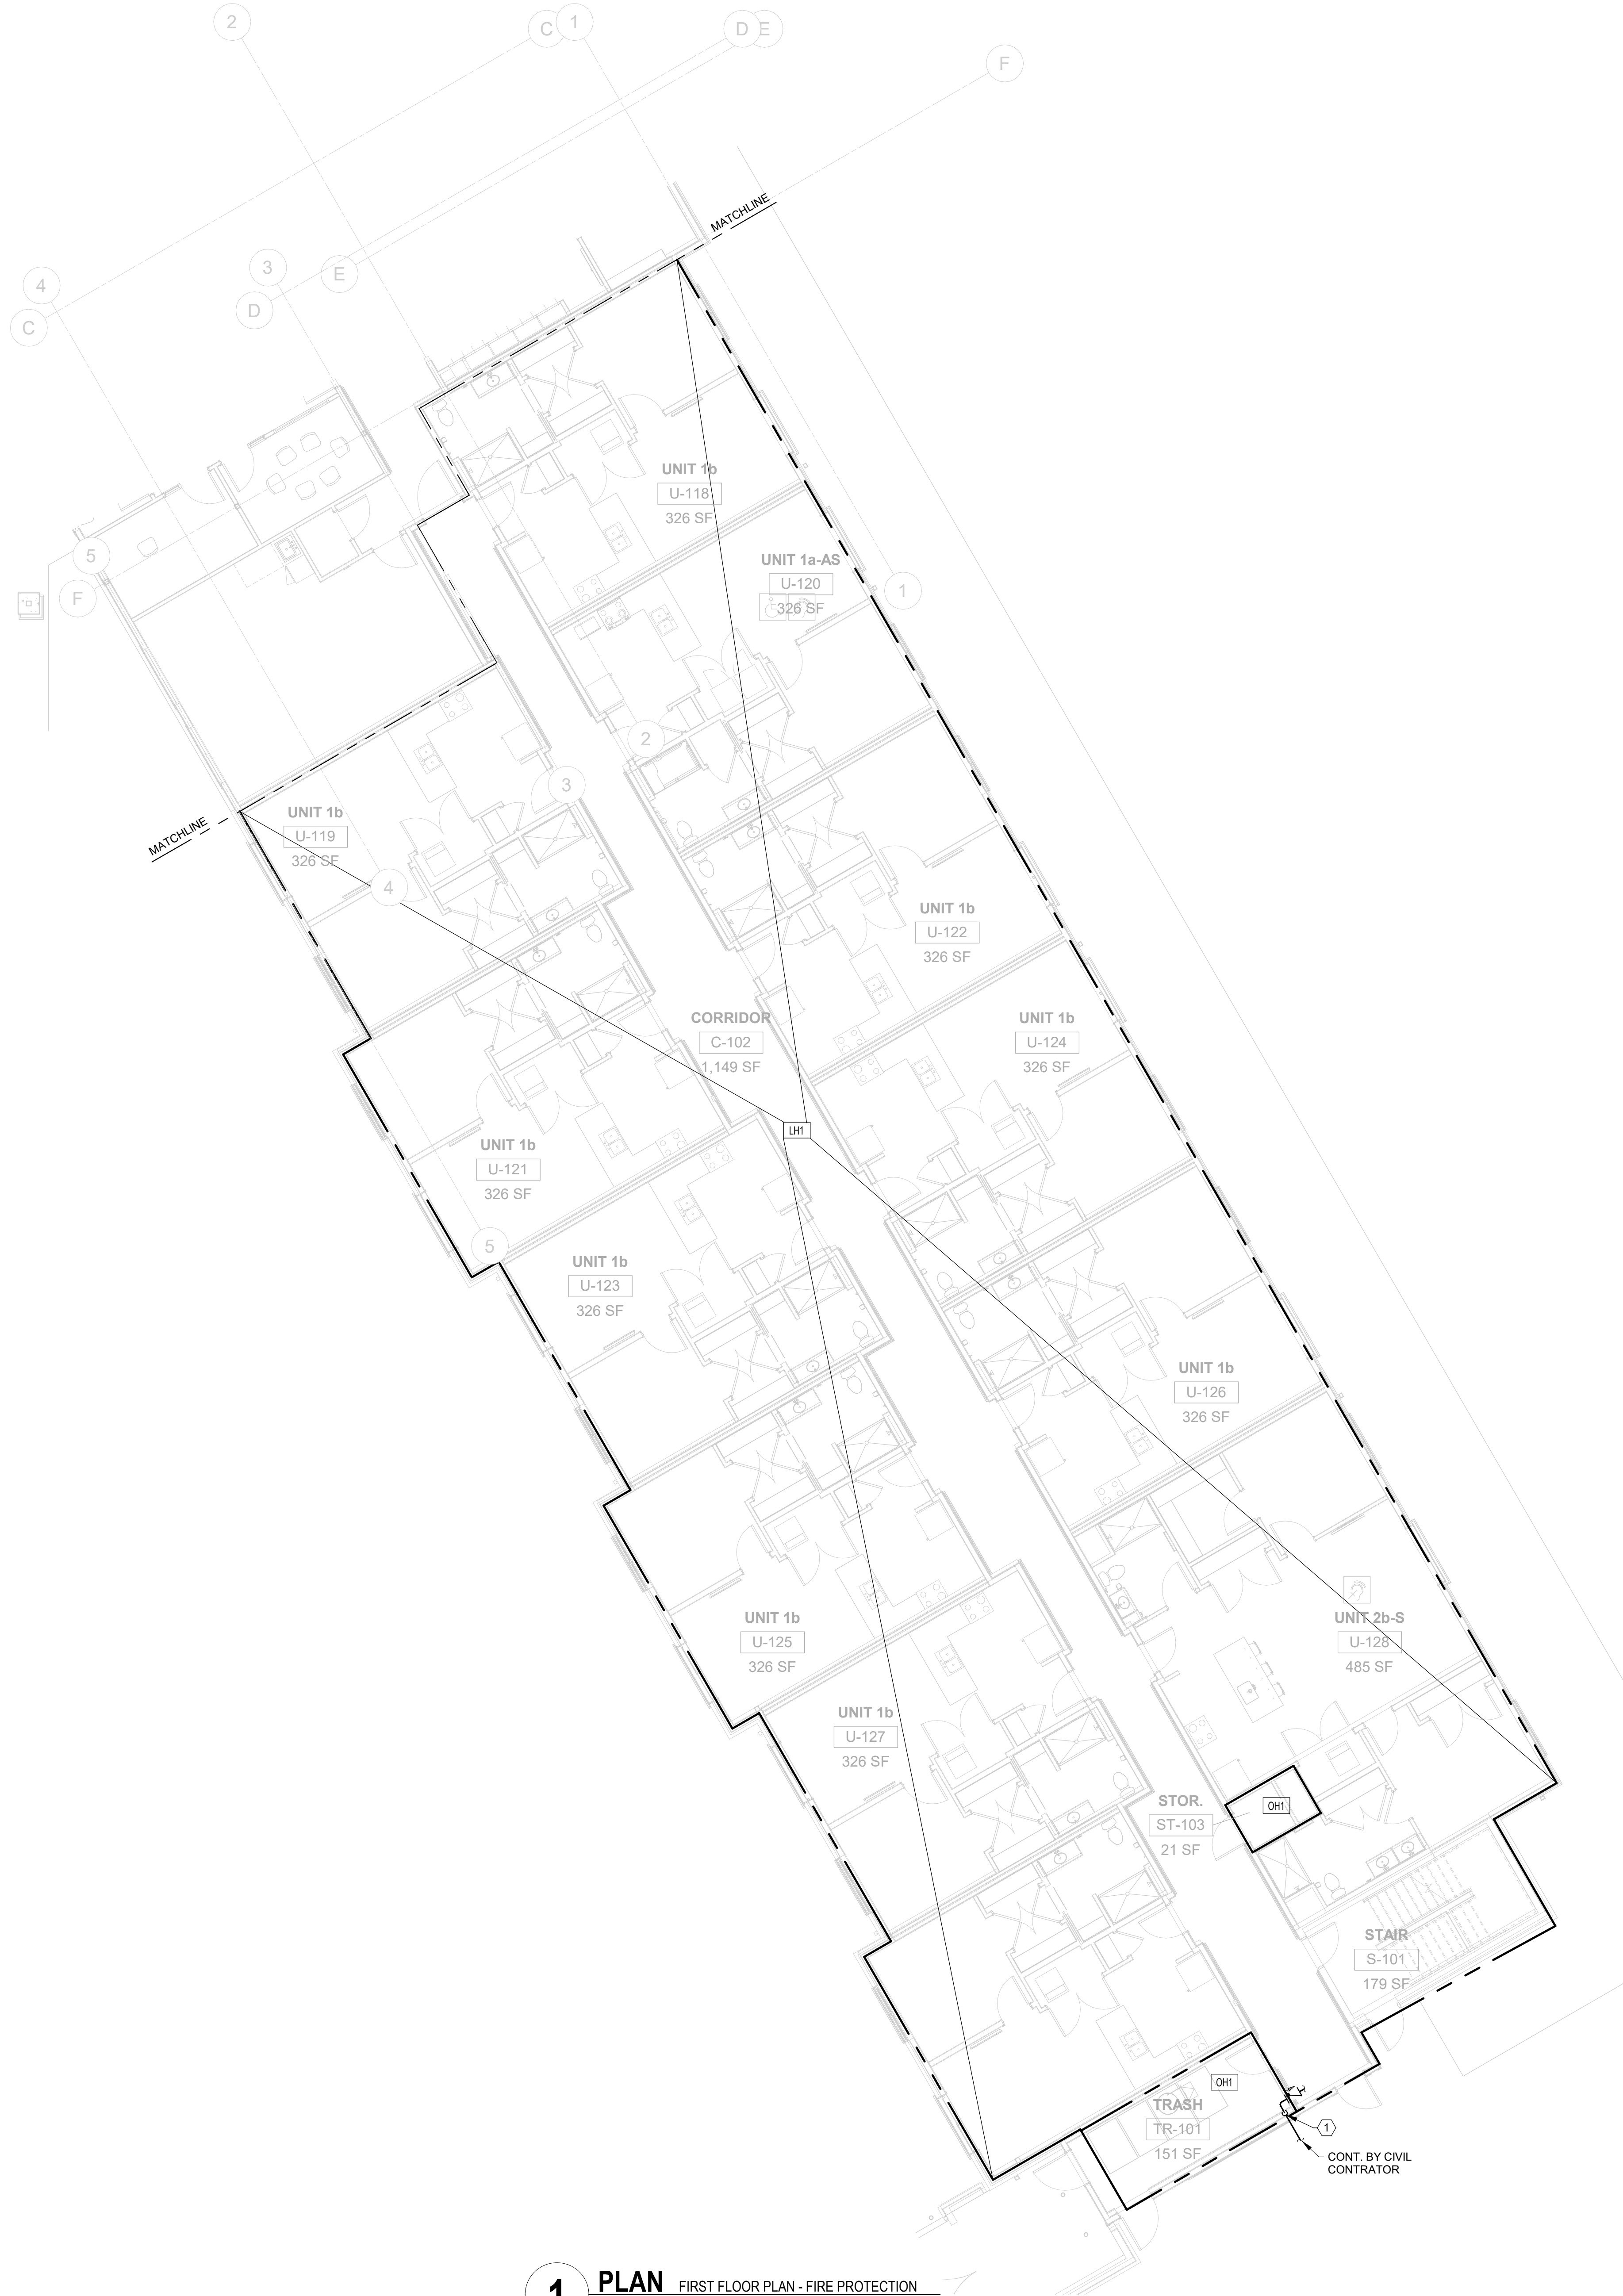 2
C
1
D
E
F
MATCHLINE
3
E
4
D
C
UNIT 1b
U-118
326 SF
5
UNIT 1a-AS
U-120
326 SF
F
1
2
3
UNIT 1b
U-119
326 SF
MATCHLINE
4
UNIT 1b
U-122
326 SF
CORRIDOR
C-102
1,149 SF
UNIT 1b
U-124
326 SF
LH1
UNIT 1b
U-121
326 SF
5
UNIT 1b
U-123
326 SF
UNIT 1b
U-126
326 SF
UNIT 1b
U-125
326 SF
UNIT 2b-S
U-128
485 SF
UNIT 1b
U-127
326 SF
STOR.
ST-103
21 SF
OH1
STAIR
S-101
179 SF
OH1
TRASH
TR-101
151 SF
1
CONT. BY CIVIL
CONTRATOR
1
PLAN FIRST FLOOR PLAN - FIRE PROTECTION